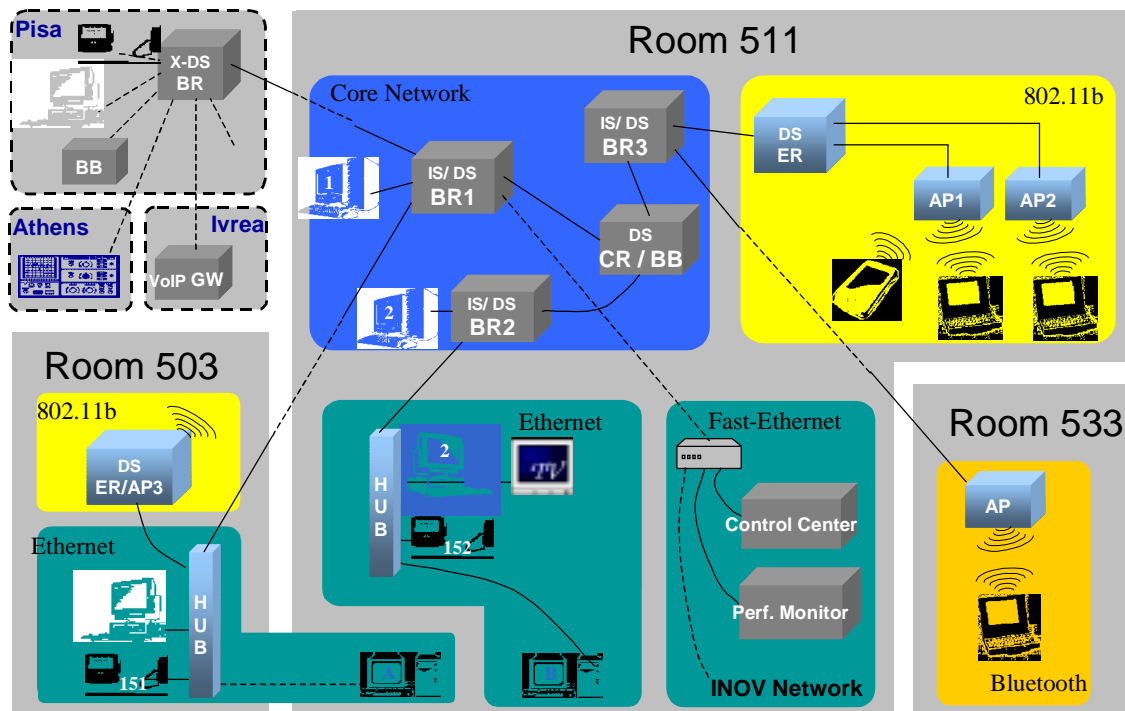 Pisa
X-DS
BR
BB
Athens
Ivrea
VoIP GW
Room 511
Core Network
1
IS/ DS
BR1
IS/ DS
BR3
DS
CR / BB
2
IS/ DS
BR2
802.11b
DS
ER
AP1
AP2
Room 503
802.11b
DS
ER/AP3
Ethernet
HUB
151
A
Ethernet
HUB
2
TV
152
B
Fast-Ethernet
Control Center
Perf. Monitor
INOV Network
Room 533
AP
Bluetooth